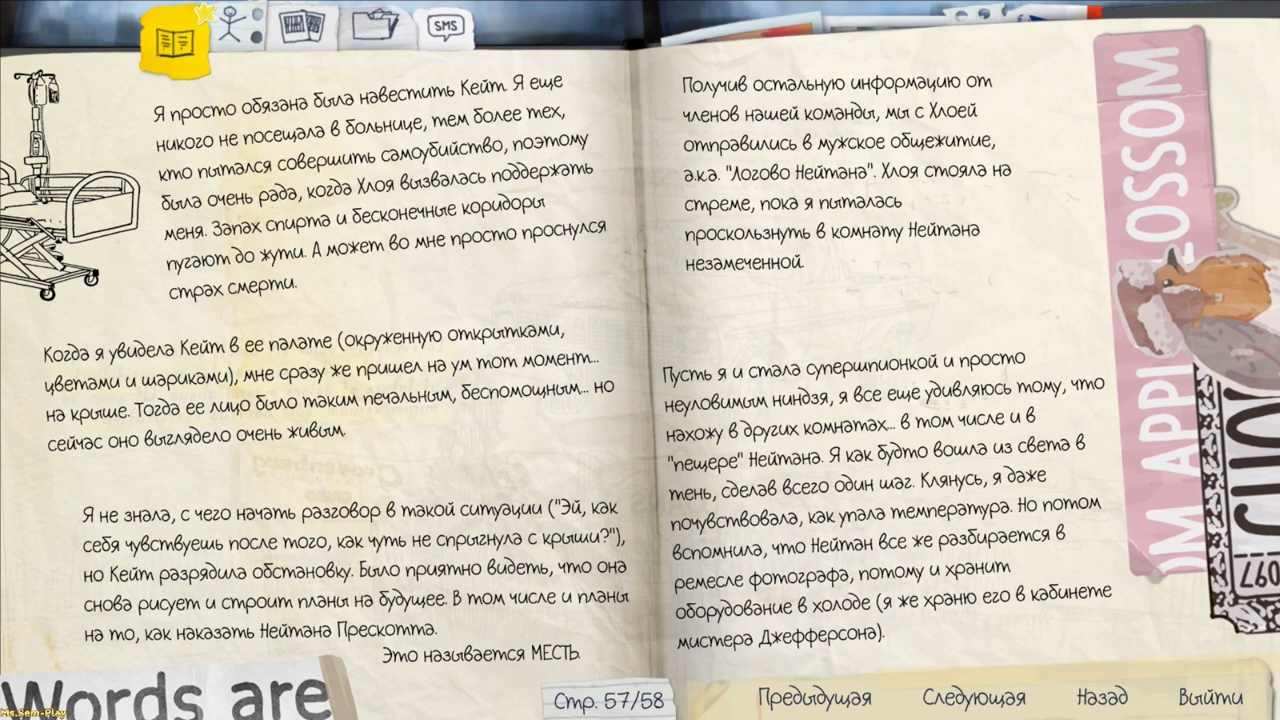 SMS
Я просто обязана была навестить Кейт. Я еще
никого не посещала в больнице, тем более тех,
кто пытался совершить самоубийство, поэтому
была очень рада, когда Хлоя вызвалась поддержать
меня. Запах спирта и бесконечные коридоры
пугают до жути. А может во мне просто проснулся
страх смерти.
Когда я увидела Кейт в ее палате (окруженную открытками,
цветами и шариками), мне сразу же пришел на ум тот момент...
на крыше. Тогда ее лицо было таким печальным, беспомощным... но
сейчас оно выглядело очень живым.
Я не знала, с чего начать разговор в такой ситуации ("Эй, как
себя чувствуешь после того, как чуть не спрыгнула с крыши?"),
но Кейт разрядила обстановку. Было приятно видеть, что она
снова рисует и строит планы на будущее. В том числе и планы
на то, как наказать Нейтана Прескотта.
Это называется МЕСТЬ.
Words are
Ms.Sem-Play
Получив остальную информацию от
членов нашей команды, мы с Хлоей
отправились в мужское общежитие,
а.к.а. "Логово Нейтана". Хлоя стояла на
стреме, пока я пыталась
проскользнуть в комнату Нейтана
незамеченной.
Пусть я и стала супершпионкой и просто
неуловимым ниндзя, я все еще удивляюсь тому, что
нахожу в других комнатах... в том числе и в
"пещере" Нейтана. Я как будто вошла из света в
тень, сделав всего один шаг. Клянусь, я даже
почувствовала, как упала температура. Но потом
вспомнила, что Нейтан все же разбирается в
ремесле фотографа, потому и хранит
оборудование в холоде (я же храню его в кабинете
мистера Джефферсона).
OM APPL LOSSOM
Стр. 57/58
Предыдущая Следующая Назад Выйти